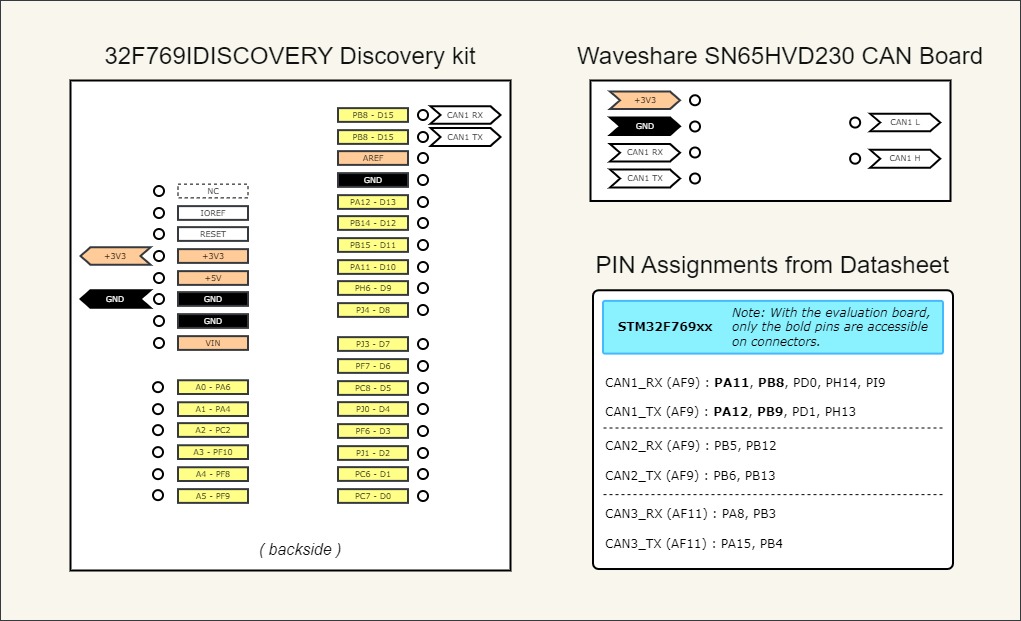 32F769IDISCOVERY Discovery kit
PB8 - D15
CAN1 RX
PB8 - D15
CAN1 TX
AREF
GND
PA12 - D13
PB14 - D12
PB15 - D11
PA11 - D10
PH6 - D9
PJ4 - D8
NC
IOREF
RESET
+3V3
+3V3
+5V
GND
GND
GND
VIN
PJ3 - D7
PF7 - D6
PC8 - D5
PJ0 - D4
PF6 - D3
PJ1 - D2
PC6 - D1
PC7 - D0
A0 - PA6
A1 - PA4
A2 - PC2
A3 - PF10
A4 - PF8
A5 - PF9
( backside )
Waveshare SN65HVD230 CAN Board
+3V3
GND
CAN1 RX
CAN1 TX
CAN1 L
CAN1 H
PIN Assignments from Datasheet
STM32F769xx
Note: With the evaluation board,
only the bold pins are accessible
on connectors.
CAN1_RX (AF9) : PA11, PB8, PD0, PH14, PI9
CAN1_TX (AF9) : PA12, PB9, PD1, PH13
CAN2_RX (AF9) : PB5, PB12
CAN2_TX (AF9) : PB6, PB13
CAN3_RX (AF11) : PA8, PB3
CAN3_TX (AF11) : PA15, PB4